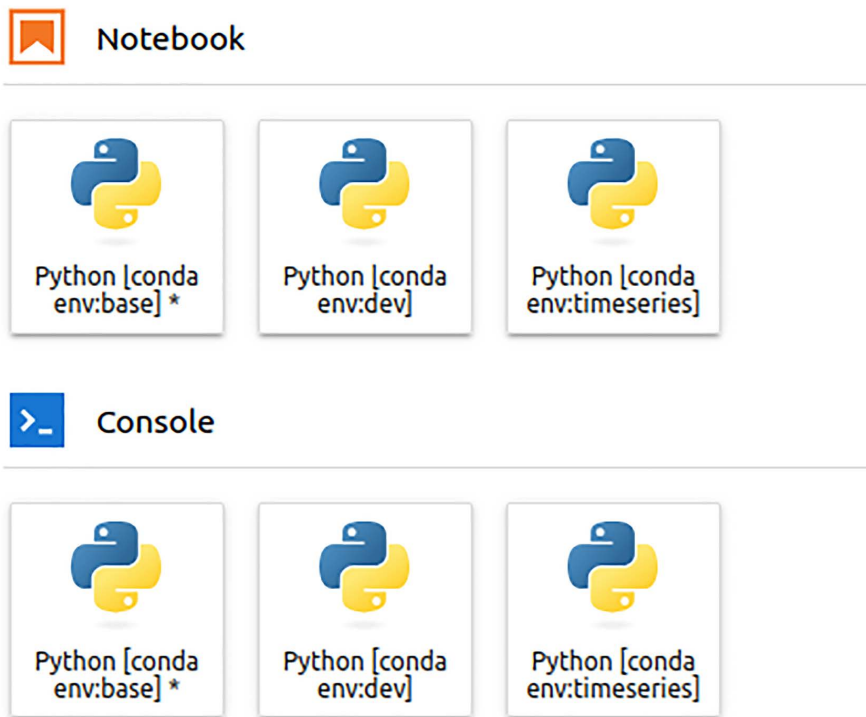 Notebook
Python [conda
env:base] *
Python [conda
env:dev]
Python [conda
env:timeseries]
Console
Python [conda
env:base] *
Python [conda
env:dev]
Python [conda
env:timeseries]